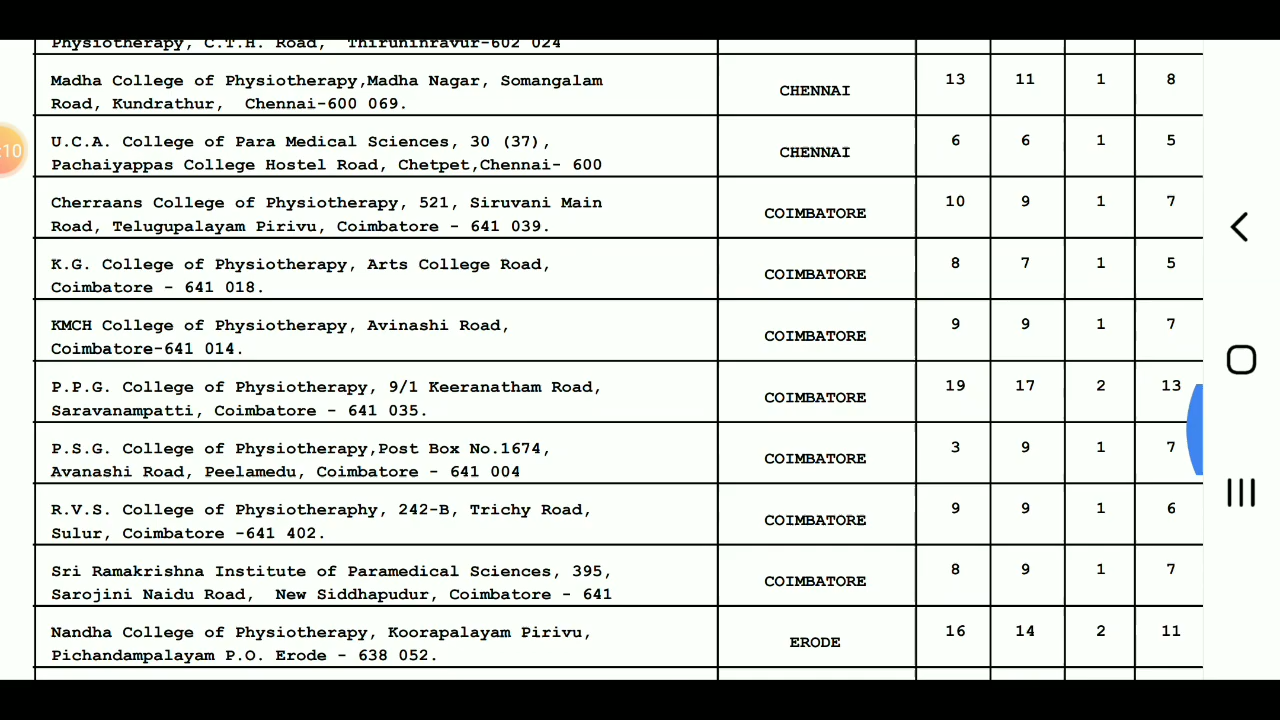 Physiotherapy, C.T.H. Road, Thiruninravur-602 024
Madha College of Physiotherapy,Madha Nagar, Somangalam
Road, Kundrathur, Chennai-600 069.
CHENNAI
13 11 1 8
U.C.A. College of Para Medical Sciences, 30 (37),
Pachaiyappas College Hostel Road, Chetpet,Chennai- 600
CHENNAI
6 6 1 5
Cherraans College of Physiotherapy, 521, Siruvani Main
Road, Telugupalayam Pirivu, Coimbatore - 641 039.
COIMBATORE
10 9 1 7
K.G. College of Physiotherapy, Arts College Road,
Coimbatore - 641 018.
COIMBATORE
8 7 1 5
KMCH College of Physiotherapy, Avinashi Road,
Coimbatore-641 014.
COIMBATORE
9 9 1 7
P.P.G. College of Physiotherapy, 9/1 Keeranatham Road,
Saravanampatti, Coimbatore - 641 035.
COIMBATORE
19 17 2 13
P.S.G. College of Physiotherapy,Post Box No.1674,
Avanashi Road, Peelamedu, Coimbatore - 641 004
COIMBATORE
3 9 1 7
R.V.S. College of Physiotheraphy, 242-B, Trichy Road,
Sulur, Coimbatore -641 402.
COIMBATORE
9 9 1 6
Sri Ramakrishna Institute of Paramedical Sciences, 395,
Sarojini Naidu Road, New Siddhapudur, Coimbatore - 641
COIMBATORE
8 9 1 7
Nandha College of Physiotherapy, Koorapalayam Pirivu,
Pichandampalayam P.O. Erode - 638 052.
ERODE
16 14 2 11
:10